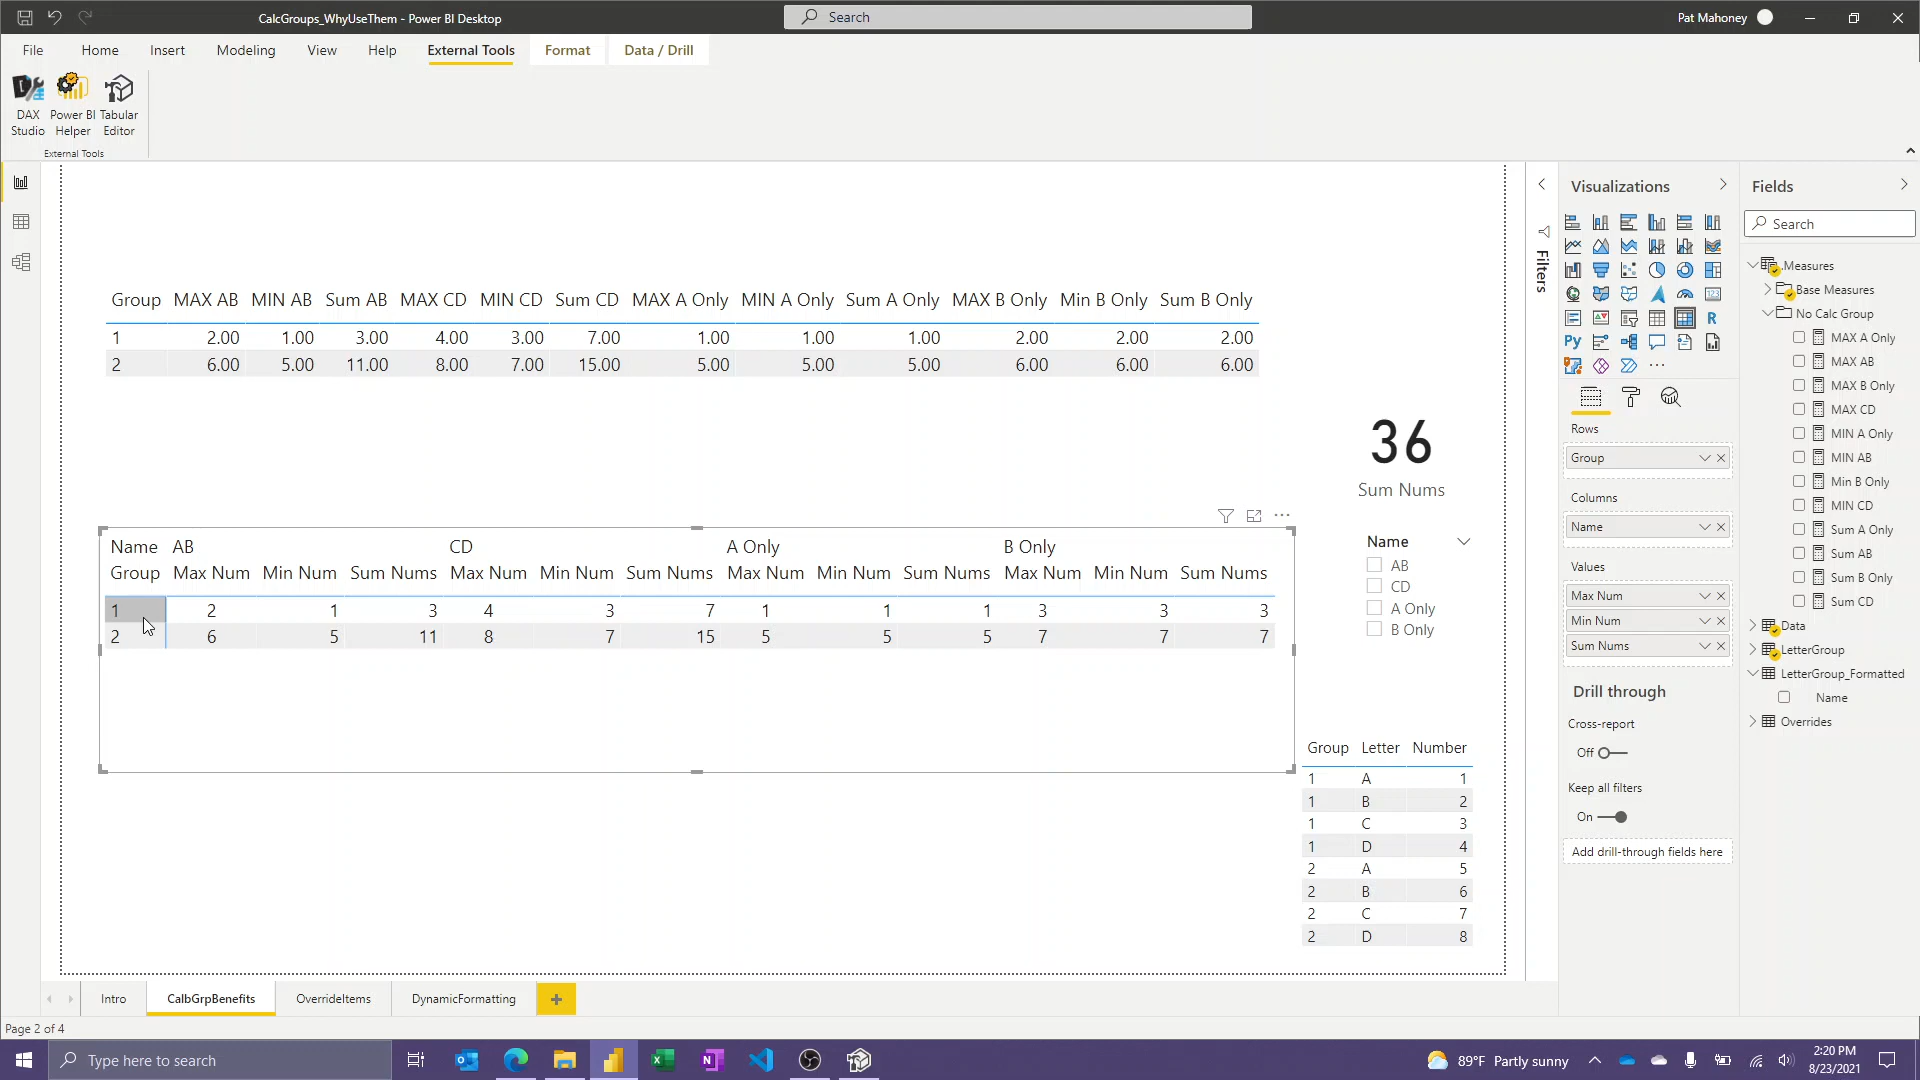 CalcGroups_WhyUseThem - Power BI Desktop
Search
Pat Mahoney
File Home Insert Modeling View Help External Tools Format Data / Drill
DAX Studio
Power BI Helper
Tabular Editor
External Tools
Group MAX AB MIN AB Sum AB MAX CD MIN CD Sum CD MAX A Only MIN A Only Sum A Only MAX B Only Min B Only Sum B Only
1 2.00 1.00 3.00 4.00 3.00 7.00 1.00 1.00 1.00 2.00 2.00 2.00
2 6.00 5.00 11.00 8.00 7.00 15.00 5.00 5.00 5.00 6.00 6.00 6.00
36
Sum Nums
Name AB CD A Only B Only
Group Max Num Min Num Sum Nums Max Num Min Num Sum Nums Max Num Min Num Sum Nums Max Num Min Num Sum Nums
1 2 1 3 4 3 7 1 1 1 3 3 3
2 6 5 11 8 7 15 5 5 5 7 7 7
Name
AB
CD
A Only
B Only
Group Letter Number
1 A 1
1 B 2
1 C 3
1 D 4
2 A 5
2 B 6
2 C 7
2 D 8
Filters
Visualizations
R
Py
123
Rows
Group
Columns
Name
Values
Max Num
Min Num
Sum Nums
Drill through
Cross-report
Off
Keep all filters
On
Add drill-through fields here
Fields
Search
.Measures
Base Measures
No Calc Group
MAX A Only
MAX AB
MAX B Only
MAX CD
MIN A Only
MIN AB
Min B Only
MIN CD
Sum A Only
Sum AB
Sum B Only
Sum CD
Data
LetterGroup
LetterGroup_Formatted
Name
Overrides
Intro CalbGrpBenefits OverrideItems DynamicFormatting +
Page 2 of 4
Type here to search
89°F Partly sunny
2:20 PM
8/23/2021